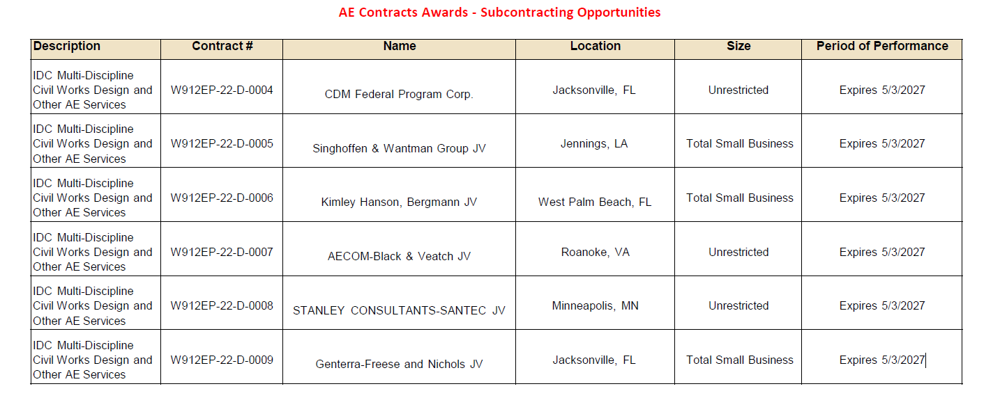 AE Contracts Awards - Subcontracting Opportunities
Description Contract # Name Location Size Period of Performance
IDC Multi-Discipline
Civil Works Design and
Other AE Services
W912EP-22-D-0004
CDM Federal Program Corp.
Jacksonville, FL
Unrestricted
Expires 5/3/2027
IDC Multi-Discipline
Civil Works Design and
Other AE Services
W912EP-22-D-0005
Singhoffen & Wantman Group JV
Jennings, LA
Total Small Business
Expires 5/3/2027
IDC Multi-Discipline
Civil Works Design and
Other AE Services
W912EP-22-D-0006
Kimley Hanson, Bergmann JV
West Palm Beach, FL
Total Small Business
Expires 5/3/2027
IDC Multi-Discipline
Civil Works Design and
Other AE Services
W912EP-22-D-0007
AECOM-Black & Veatch JV
Roanoke, VA
Unrestricted
Expires 5/3/2027
IDC Multi-Discipline
Civil Works Design and
Other AE Services
W912EP-22-D-0008
STANLEY CONSULTANTS-SANTEC JV
Minneapolis, MN
Unrestricted
Expires 5/3/2027
IDC Multi-Discipline
Civil Works Design and
Other AE Services
W912EP-22-D-0009
Genterra-Freese and Nichols JV
Jacksonville, FL
Total Small Business
Expires 5/3/2027